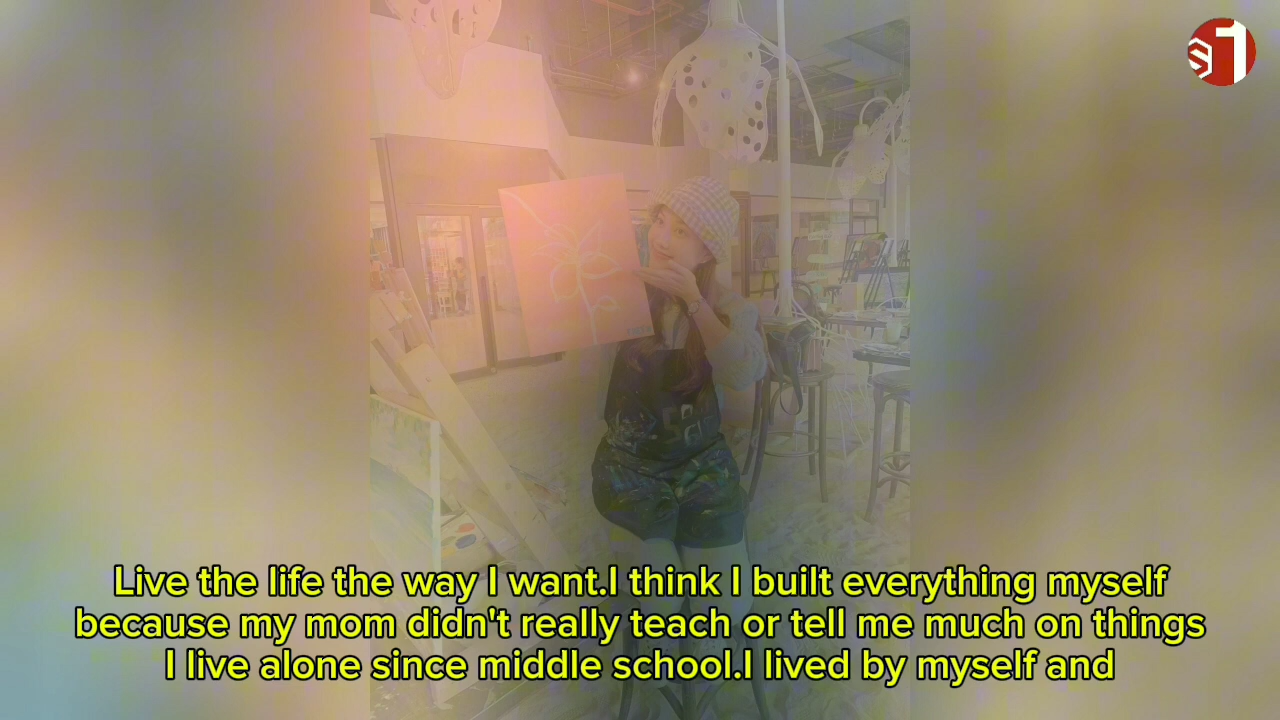 Live the life the way I want.I think I built everything myself
because my mom didn't really teach or tell me much on things
I live alone since middle school.I lived by myself and